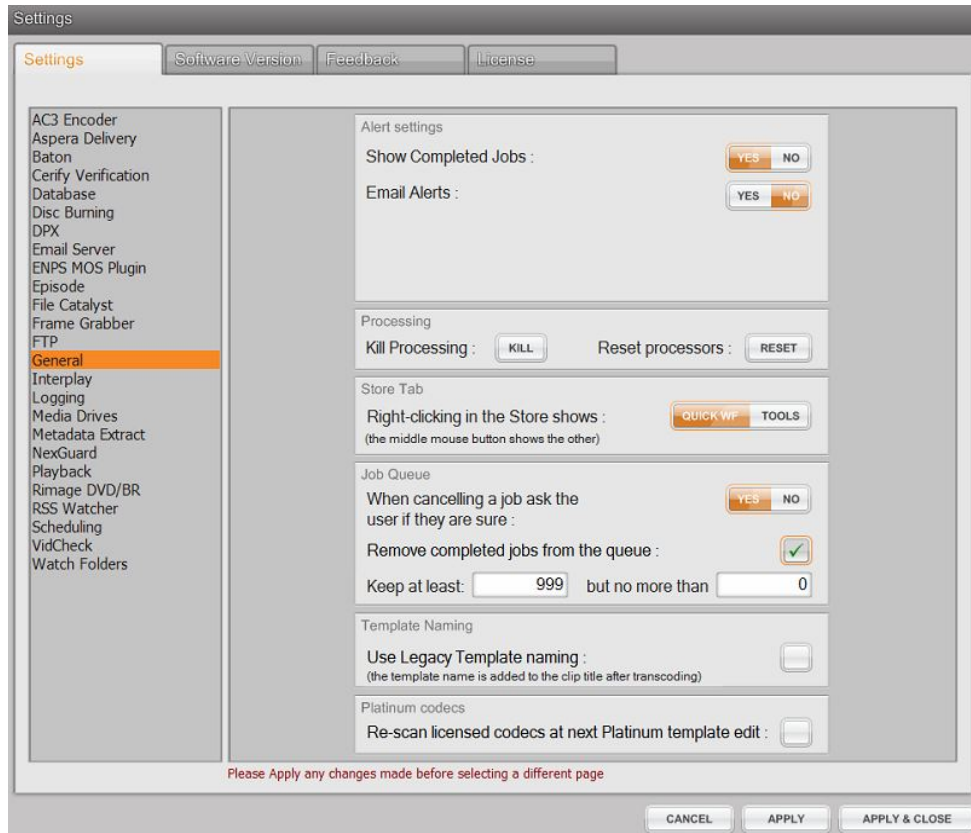 Settings
Settings
Software Version
Feedback
License
AC3 Encoder
Aspera Delivery
Baton
Cerify Verification
Database
Disc Burning
DPX
Email Server
ENPS MOS Plugin
Episode
File Catalyst
Frame Grabber
FTP
General
Interplay
Logging
Media Drives
Metadata Extract
NexGuard
Playback
Rimage DVD/BR
RSS Watcher
Scheduling
VidCheck
Watch Folders
Alert settings
Show Completed Jobs : YES NO
Email Alerts : YES NO
Processing
Kill Processing : KILL Reset processors : RESET
Store Tab
Right-clicking in the Store shows : QUICK WF TOOLS
(the middle mouse button shows the other)
Job Queue
When cancelling a job ask the
user if they are sure : YES NO
Remove completed jobs from the queue :
Keep at least: 999 but no more than 0
Template Naming
Use Legacy Template naming :
(the template name is added to the clip title after transcoding)
Platinum codecs
Re-scan licensed codecs at next Platinum template edit :
Please Apply any changes made before selecting a different page
CANCEL APPLY APPLY & CLOSE